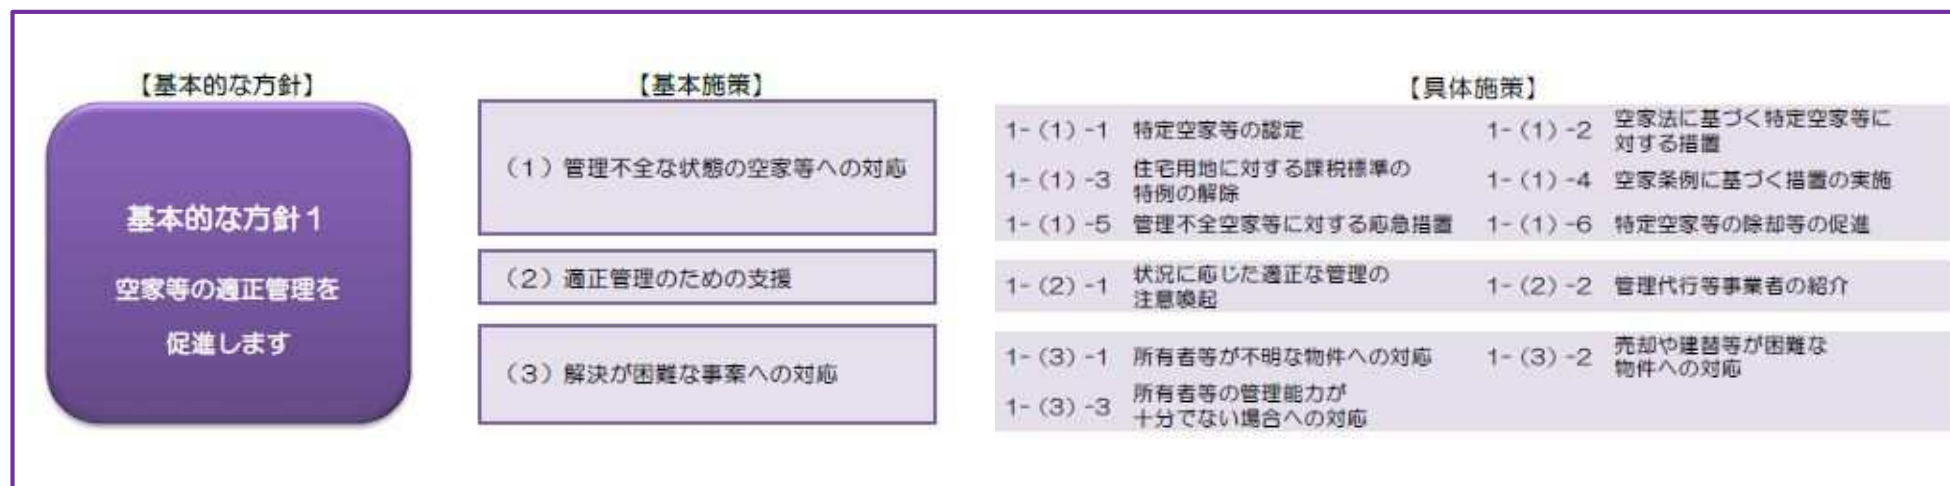 【基本的な方針】
基本的な方針1
空家等の適正管理を
促進します
【基本施策】
(1)管理不全な状態の空家等への対応
(2)適正管理のための支援
(3)解決が困難な事案への対応
【具体施策】
1-(1)-1 特定空家等の認定
1-(1)-2 空家法に基づく特定空家等に
対する措置
1-(1)-3 住宅用地に対する課税標準の
特例の解除
1-(1)-4 空家条例に基づく措置の実施
1-(1)-5 管理不全空家等に対する応急措置
1-(1)-6 特定空家等の除却等の促進
1-(2)-1 状況に応じた適正な管理の
注意喚起
1-(2)-2 管理代行等事業者の紹介
1-(3)-1 所有者等が不明な物件への対応
1-(3)-2 売却や建替等が困難な
物件への対応
1-(3)-3 所有者等の管理能力が
十分でない場合への対応